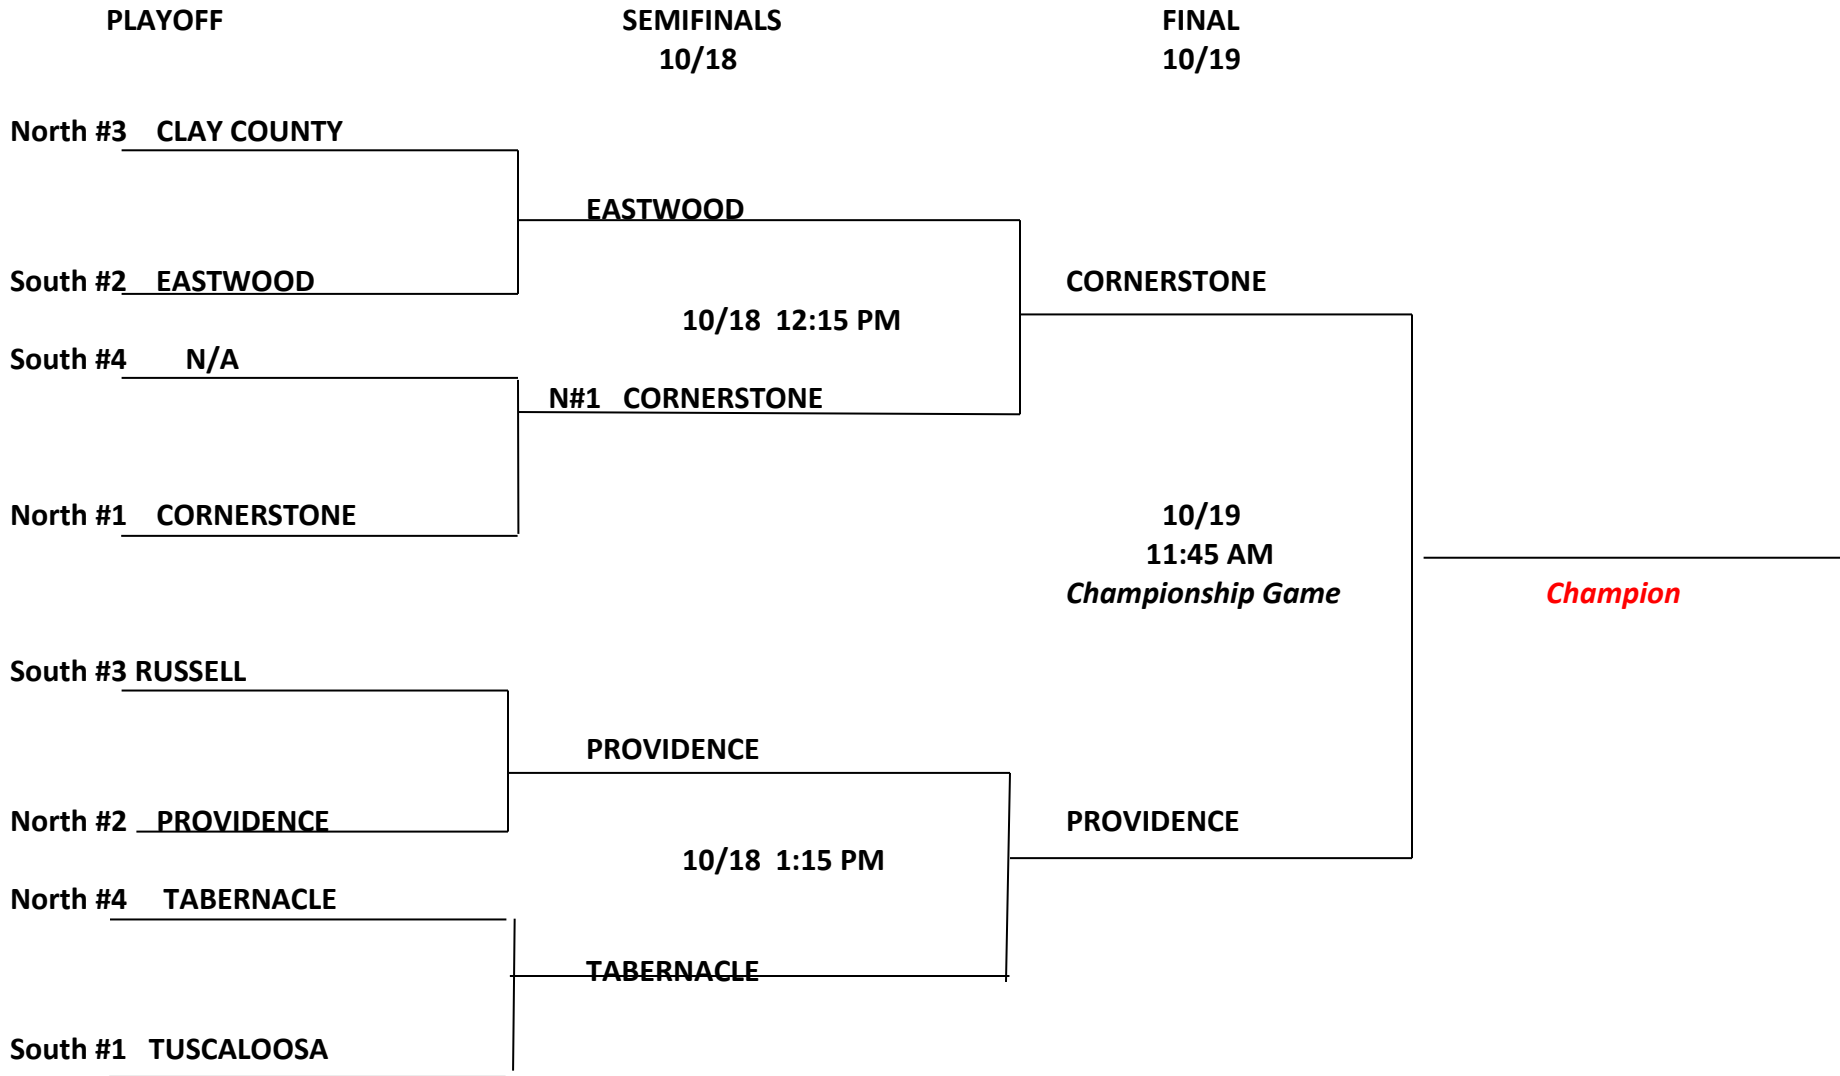 PLAYOFF SEMIFINALS FINAL
10/18 10/19
North #3 CLAY COUNTY
EASTWOOD
South #2 EASTWOOD CORNERSTONE
10/18 12:15 PM
South #4 N/A
N#1 CORNERSTONE
North #1 CORNERSTONE 10/19
11:45 AM
Championship Game Champion
South #3 RUSSELL
PROVIDENCE
North #2 PROVIDENCE PROVIDENCE
10/18 1:15 PM
North #4 TABERNACLE
TABERNACLE
South #1 TUSCALOOSA